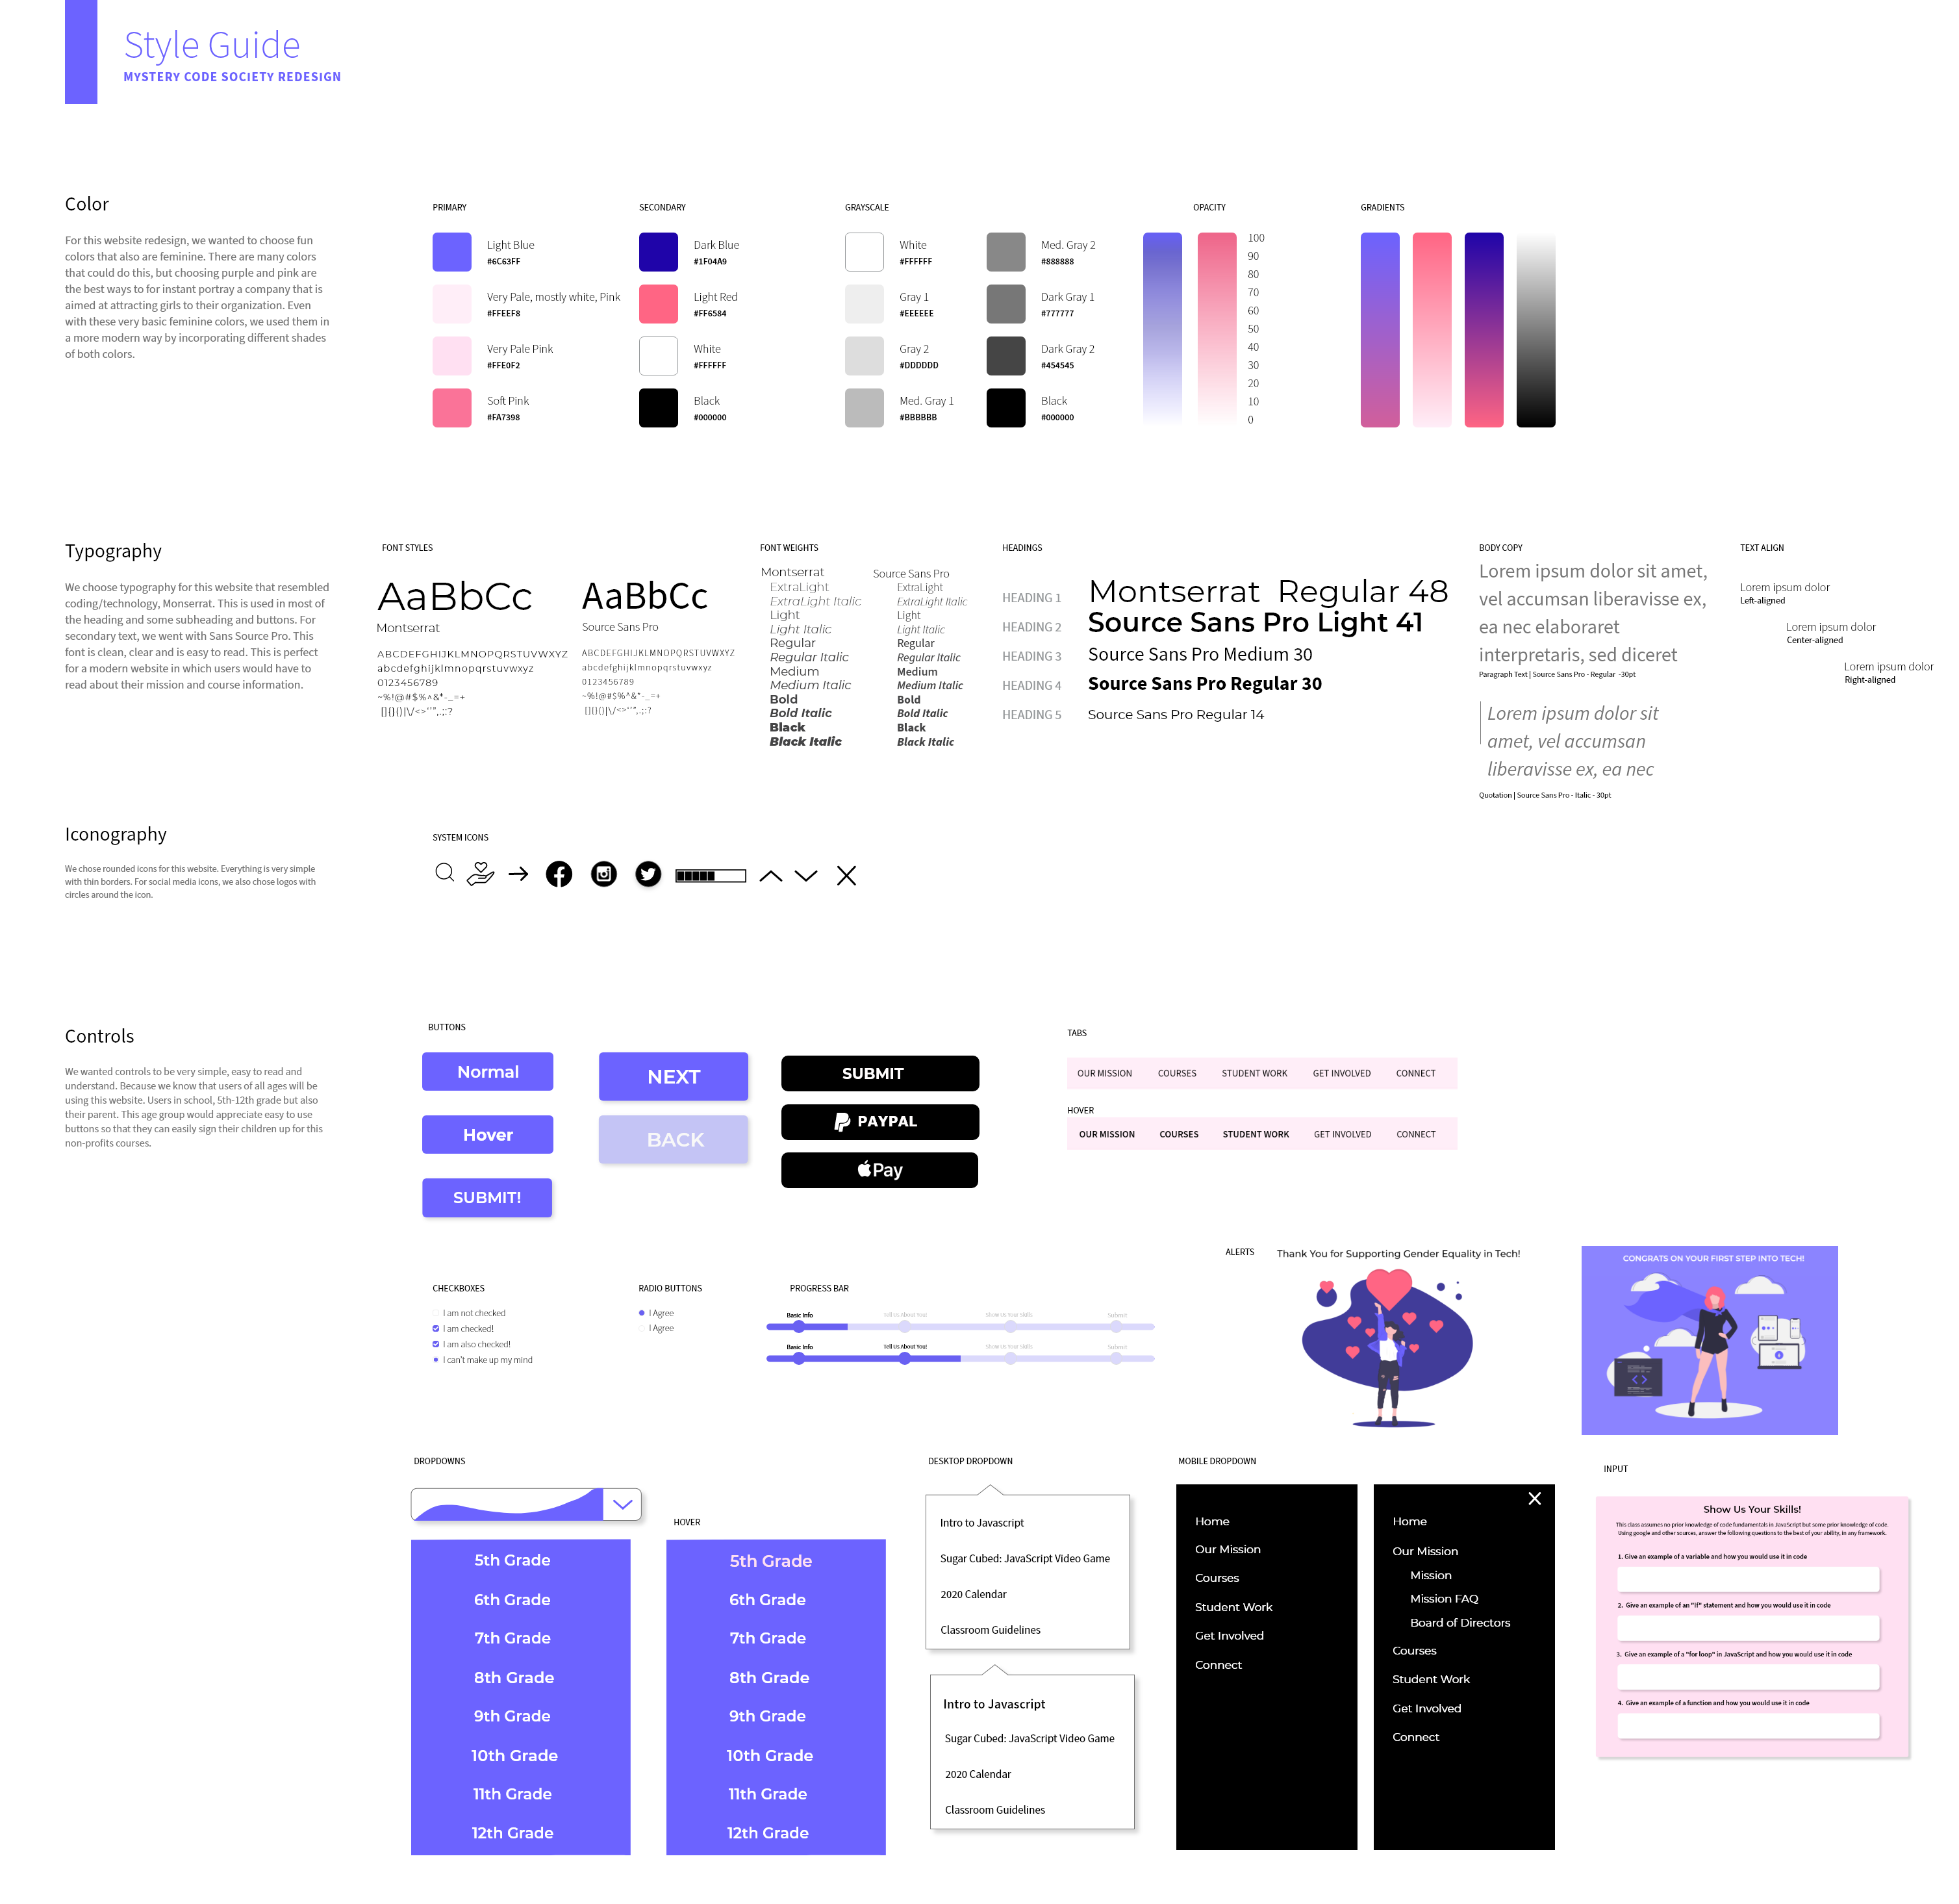 Style Guide
MYSTERY CODE SOCIETY REDESIGN
Color
For this website redesign, we wanted to choose fun
colors that also are feminine. There are many colors
that could do this, but choosing purple and pink are
the best ways to for instant portray a company that is
aimed at attracting girls to their organization. Even
with these very basic feminine colors, we used them in
a more modern way by incorporating different shades
of both colors.
PRIMARY
Light Blue
#6C63FF
Very Pale, mostly white, Pink
#FFEEF8
Very Pale Pink
#FFE0F2
Soft Pink
#FA7398
SECONDARY
Dark Blue
#1F04A9
Light Red
#FF6584
White
#FFFFFF
Black
#000000
GRAYSCALE
White
#FFFFFF
Gray 1
#EEEEEE
Gray 2
#DDDDDD
Med. Gray 1
#BBBBBB
Med. Gray 2
#888888
Dark Gray 1
#777777
Dark Gray 2
#454545
Black
#000000
OPACITY
100
90
80
70
60
50
40
30
20
10
0
GRADIENTS
Typography
We choose typography for this website that resembled
coding/technology, Monserrat. This is used in most of
the heading and some subheading and buttons. For
secondary text, we went with Sans Source Pro. This
font is clean, clear and is easy to read. This is perfect
for a modern website in which users would have to
read about their mission and course information.
FONT STYLES
AaBbCc
Montserrat
ABCDEFGHIJKLMNOPQRSTUVWXYZ
abcdefghijklmnopqrstuvwxyz
0123456789
~%!@#$%^&*-_=+
[]{}()|\/<>'"",.;:?
AaBbCc
Source Sans Pro
ABCDEFGHIJKLMNOPQRSTUVWXYZ
abcdefghijklmnopqrstuvwxyz
0123456789
~%!@#$%^&*-_=+
[]{}()|\/<>'"",.;:?
FONT WEIGHTS
Montserrat
ExtraLight
ExtraLight Italic
Light
Light Italic
Regular
Regular Italic
Medium
Medium Italic
Bold
Bold Italic
Black
Black Italic
Source Sans Pro
ExtraLight
ExtraLight Italic
Light
Light Italic
Regular
Regular Italic
Medium
Medium Italic
Bold
Bold Italic
Black
Black Italic
HEADINGS
HEADING 1 Montserrat Regular 48
HEADING 2 Source Sans Pro Light 41
HEADING 3 Source Sans Pro Medium 30
HEADING 4 Source Sans Pro Regular 30
HEADING 5 Source Sans Pro Regular 14
BODY COPY
Lorem ipsum dolor sit amet,
vel accumsan liberavisse ex,
ea nec elaboraret
interpretaris, sed diceret
Paragraph Text | Source Sans Pro - Regular -30pt
Lorem ipsum dolor sit
amet, vel accumsan
liberavisse ex, ea nec
Quotation | Source Sans Pro - Italic - 30pt
TEXT ALIGN
Lorem ipsum dolor
Left-aligned
Lorem ipsum dolor
Center-aligned
Lorem ipsum dolor
Right-aligned
Iconography
We chose rounded icons for this website. Everything is very simple
with thin borders. For social media icons, we also chose logos with
circles around the icon.
SYSTEM ICONS
Controls
We wanted controls to be very simple, easy to read and
understand. Because we know that users of all ages will be
using this website. Users in school, 5th-12th grade but also
their parent. This age group would appreciate easy to use
buttons so that they can easily sign their children up for this
non-profits courses.
BUTTONS
Normal
Hover
SUBMIT!
NEXT
BACK
SUBMIT
PAYPAL
Pay
TABS
OUR MISSION COURSES STUDENT WORK GET INVOLVED CONNECT
HOVER
OUR MISSION COURSES STUDENT WORK GET INVOLVED CONNECT
CHECKBOXES
I am not checked
I am checked!
I am also checked!
I can't make up my mind
RADIO BUTTONS
I Agree
I Agree
PROGRESS BAR
Basic Info Tell Us About You! Show Us Your Skills Submit
Basic Info Tell Us About You! Show Us Your Skills Submit
ALERTS
Thank You for Supporting Gender Equality in Tech!
CONGRATS ON YOUR FIRST STEP INTO TECH!
DROPDOWNS
5th Grade
6th Grade
7th Grade
8th Grade
9th Grade
10th Grade
11th Grade
12th Grade
HOVER
5th Grade
6th Grade
7th Grade
8th Grade
9th Grade
10th Grade
11th Grade
12th Grade
DESKTOP DROPDOWN
Intro to Javascript
Sugar Cubed: JavaScript Video Game
2020 Calendar
Classroom Guidelines
Intro to Javascript
Sugar Cubed: JavaScript Video Game
2020 Calendar
Classroom Guidelines
MOBILE DROPDOWN
Home
Our Mission
Courses
Student Work
Get Involved
Connect
Home
Our Mission
Mission
Mission FAQ
Board of Directors
Courses
Student Work
Get Involved
Connect
INPUT
Show Us Your Skills!
This class assumes no prior knowledge of code fundamentals in JavaScript but some prior knowledge of code.
Using google and other sources, answer the following questions to the best of your ability, in any framework.
1. Give an example of a variable and how you would use it in code
2. Give an example of an "if" statement and how you would use it in code
3. Give an example of a "for loop" in JavaScript and how you would use it in code
4. Give an example of a function and how you would use it in code